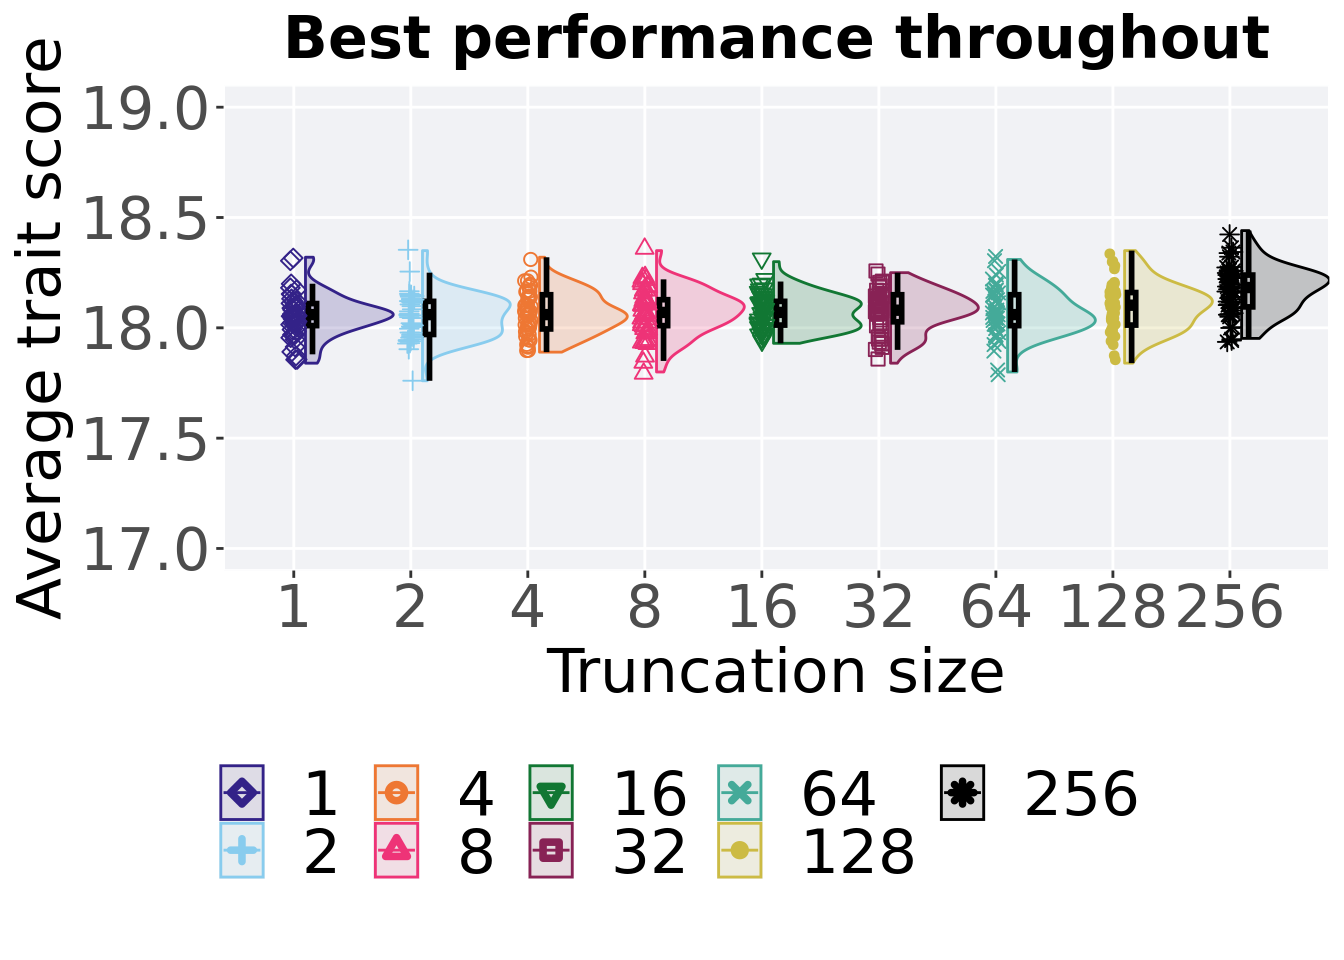 Best performance throughout
Average trait score
19.0
18.5
18.0
17.5
17.0
1 2 4 8 16 32 64 128 256
Truncation size
1 4 16 64 256
2 8 32 128